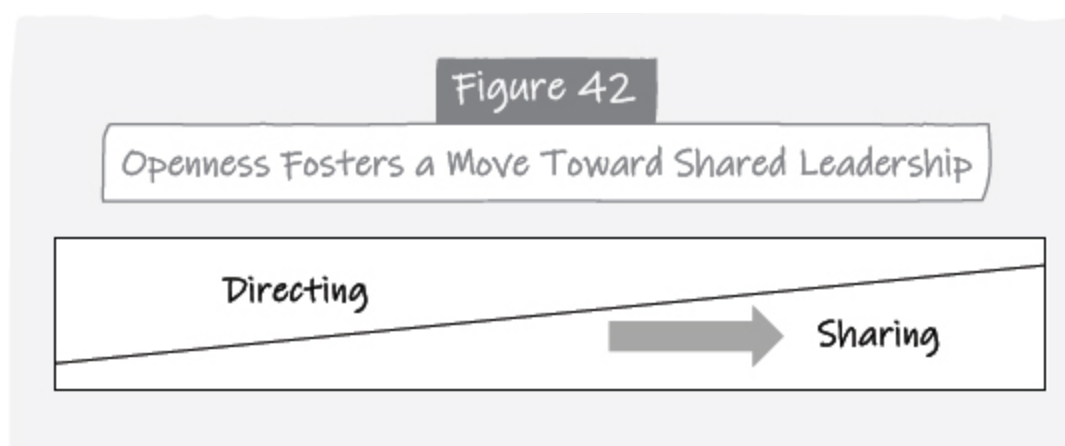 Figure 42
Openness Fosters a Move Toward Shared Leadership
Directing
Sharing